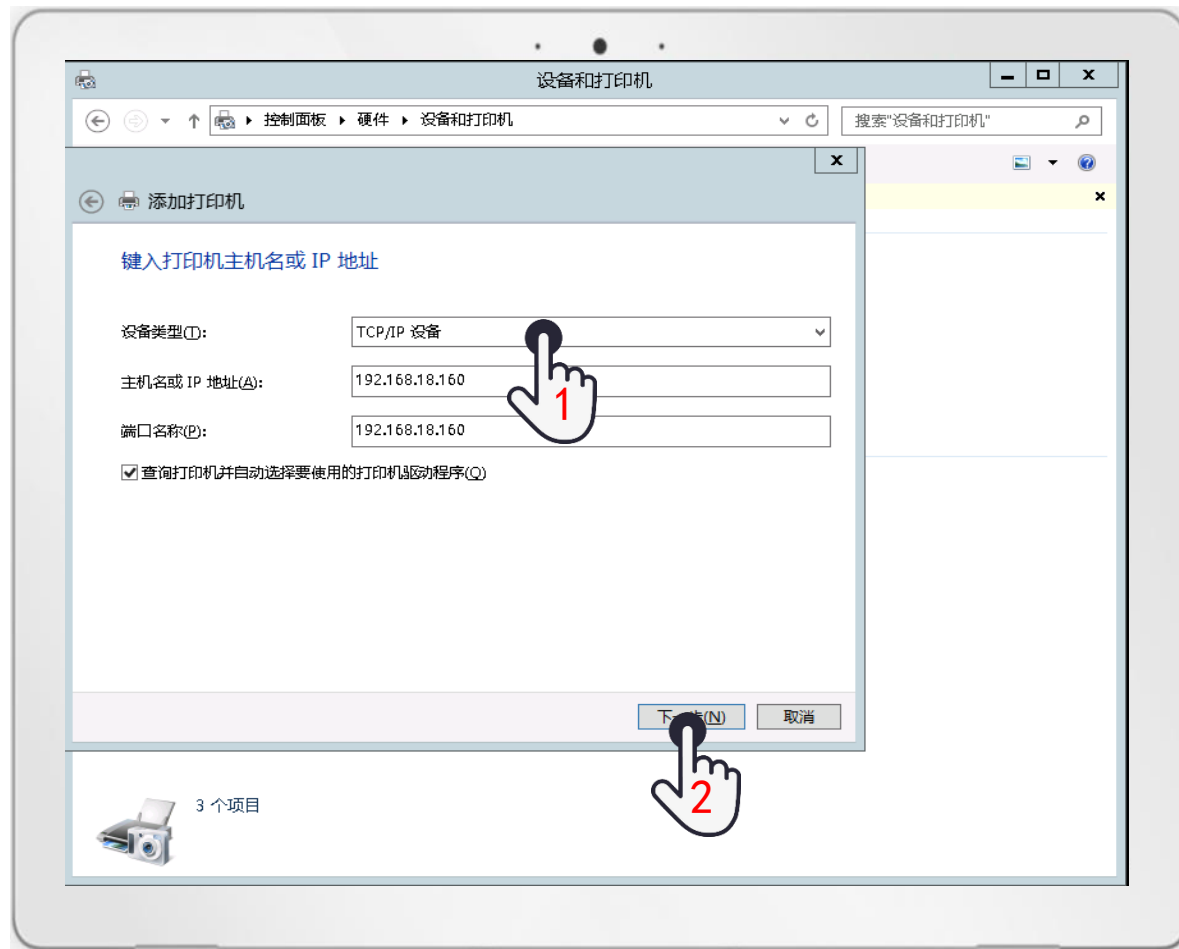 设备和打印机
控制面板 硬件 设备和打印机
搜索"设备和打印机"
添加打印机
键入打印机主机名或 IP 地址
设备类型(T): TCP/IP 设备
主机名或 IP 地址(A): 192.168.18.160
1
端口名称(P): 192.168.18.160
查询打印机并自动选择要使用的打印机驱动程序(Q)
下一步(N) 取消
2
3 个项目